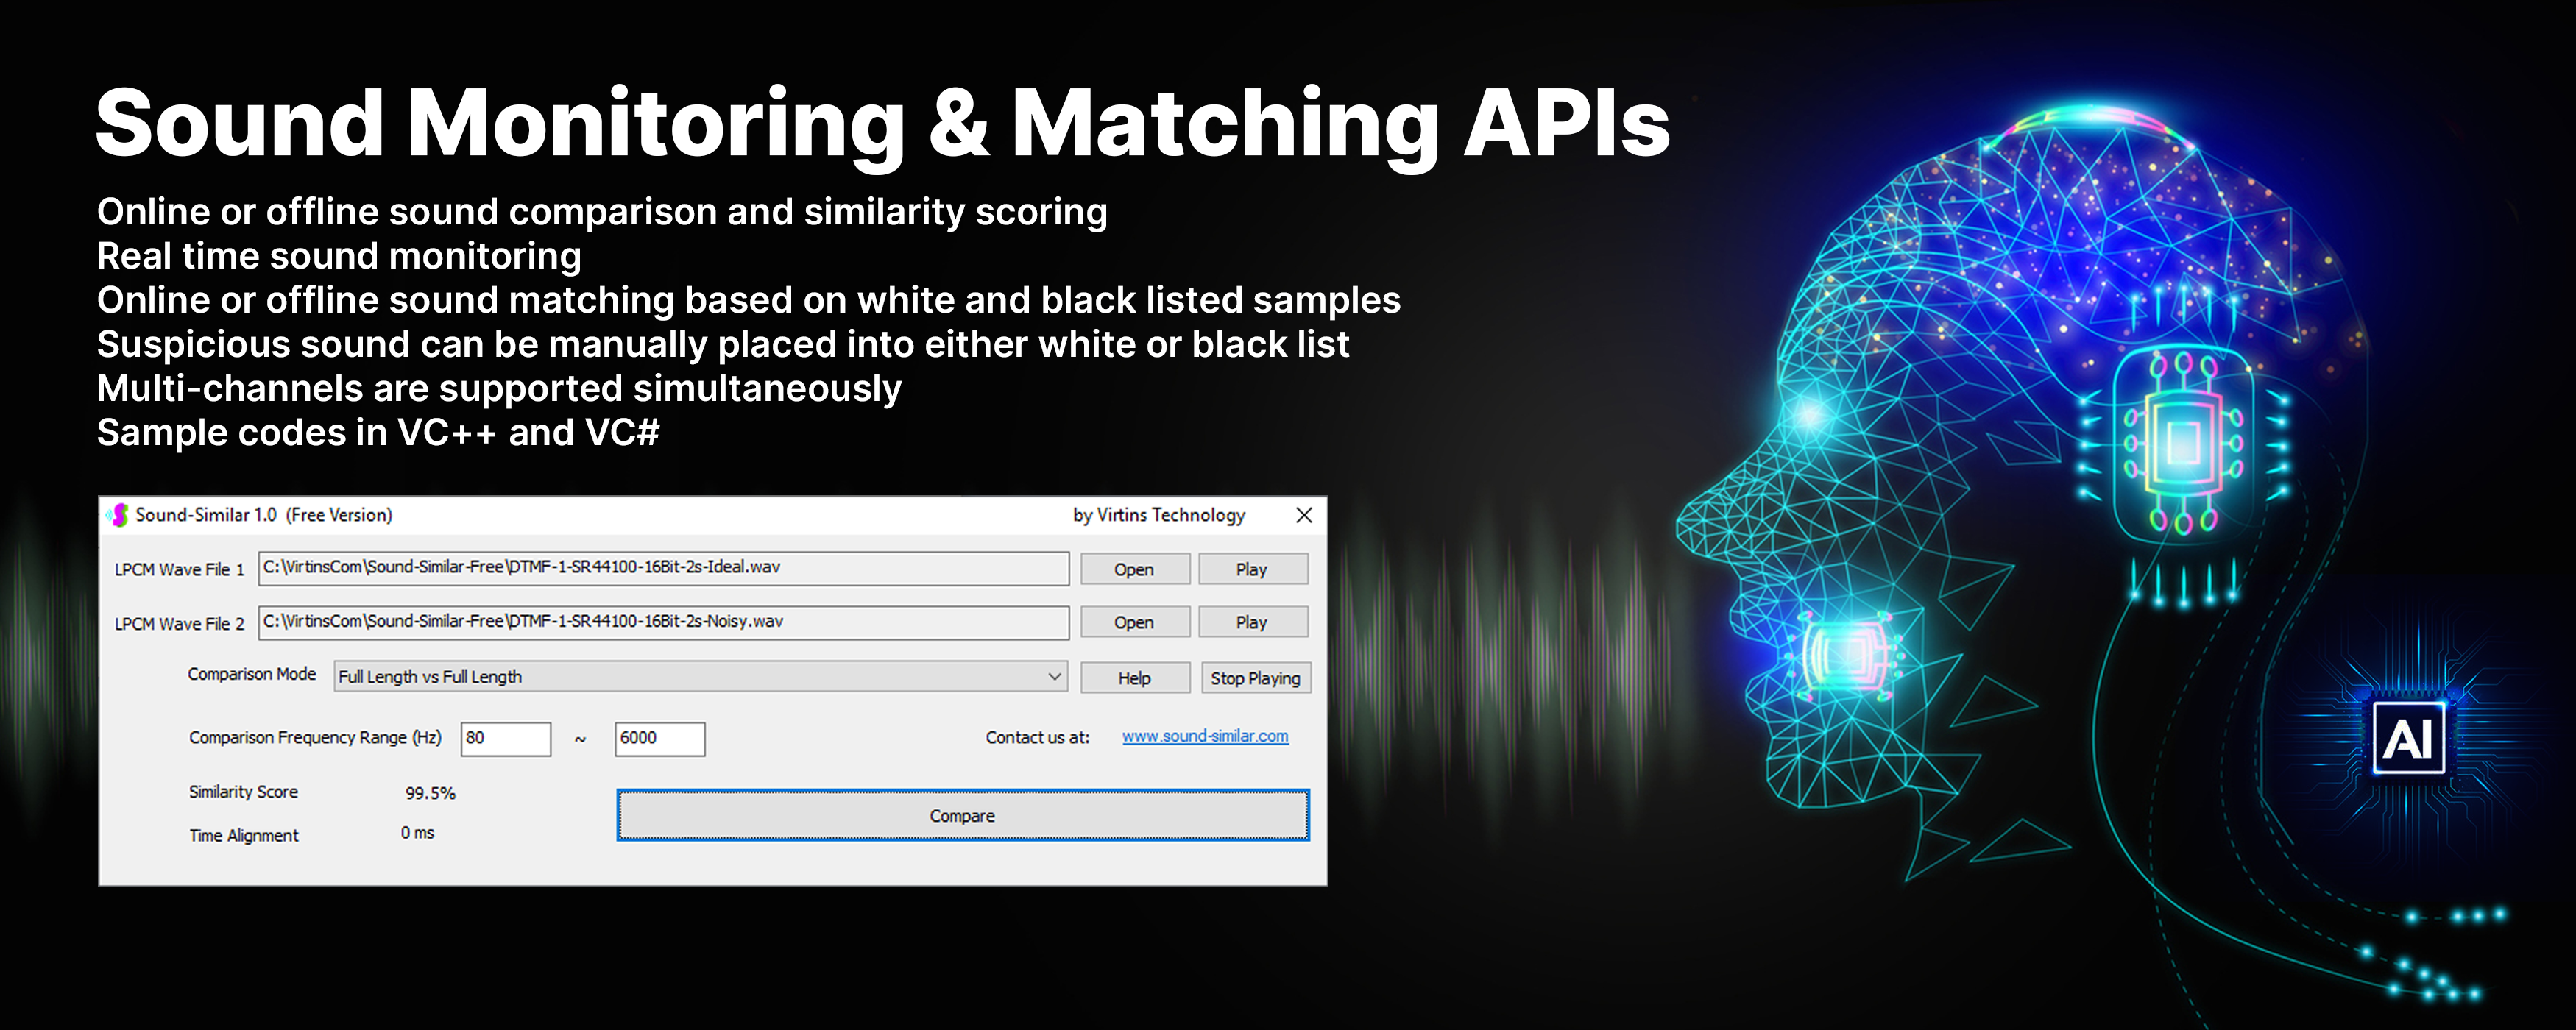 Sound Monitoring & Matching APIs
Online or offline sound comparison and similarity scoring
Real time sound monitoring
Online or offline sound matching based on white and black listed samples
Suspicious sound can be manually placed into either white or black list
Multi-channels are supported simultaneously
Sample codes in VC++ and VC#
Sound-Similar 1.0 (Free Version) by Virtins Technology
LPCM Wave File 1 C:\VirtinsCom\Sound-Similar-Free\DTMF-1-SR44100-16Bit-2s-Ideal.wav Open Play
LPCM Wave File 2 C:\VirtinsCom\Sound-Similar-Free\DTMF-1-SR44100-16Bit-2s-Noisy.wav Open Play
Comparison Mode Full Length vs Full Length Help Stop Playing
Comparison Frequency Range (Hz) 80 ~ 6000 Contact us at: www.sound-similar.com
Similarity Score 99.5%
Compare
Time Alignment 0 ms
AI